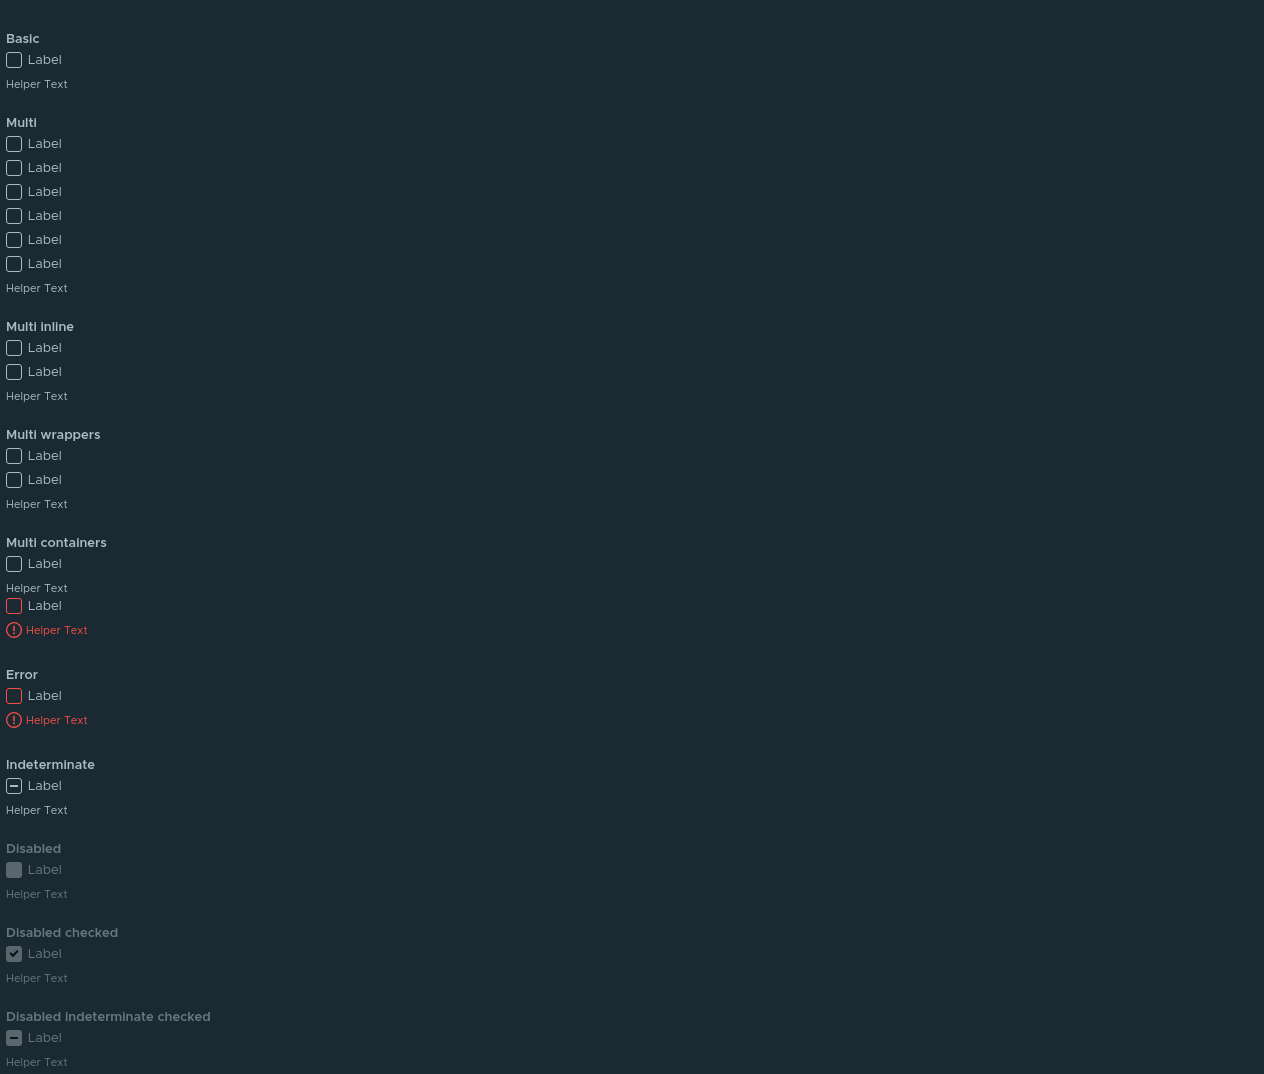 Basic
Label
Helper Text
Multi
Label
Label
Label
Label
Label
Label
Helper Text
Multi inline
Label
Label
Helper Text
Multi wrappers
Label
Label
Helper Text
Multi containers
Label
Helper Text
Label
Helper Text
Error
Label
Helper Text
Indeterminate
Label
Helper Text
Disabled
Label
Helper Text
Disabled checked
Label
Helper Text
Disabled indeterminate checked
Label
Helper Text